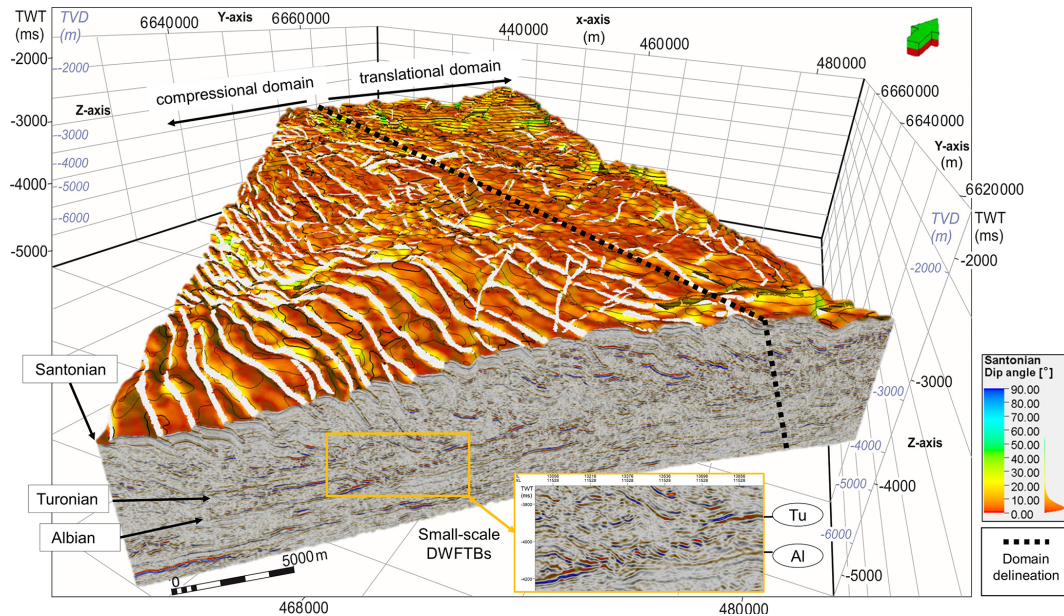 TWT
(ms)
TVD
(m)
Y-axis
6640000
6660000
x-axis
(m)
440000
460000
480000
-2000
-2000
Z-axis
-3000
-3000
-4000
-4000
-5000
-6000
-5000
compressional domain
translational domain
6660000
6640000
Y-axis
(m)
6620000
TVD
(m)
TWT
(ms)
-2000
-2000
-3000
-3000
Z-axis
-4000
-4000
-5000
-6000
-5000
Santonian
Turonian
Albian
Small-scale
DWFTBs
0
5000m
468000
480000
TWT
(ms)
Tu
Al
Santonian
Dip angle [°]
90.00
80.00
70.00
60.00
50.00
40.00
30.00
20.00
10.00
0.00
Domain
delineation